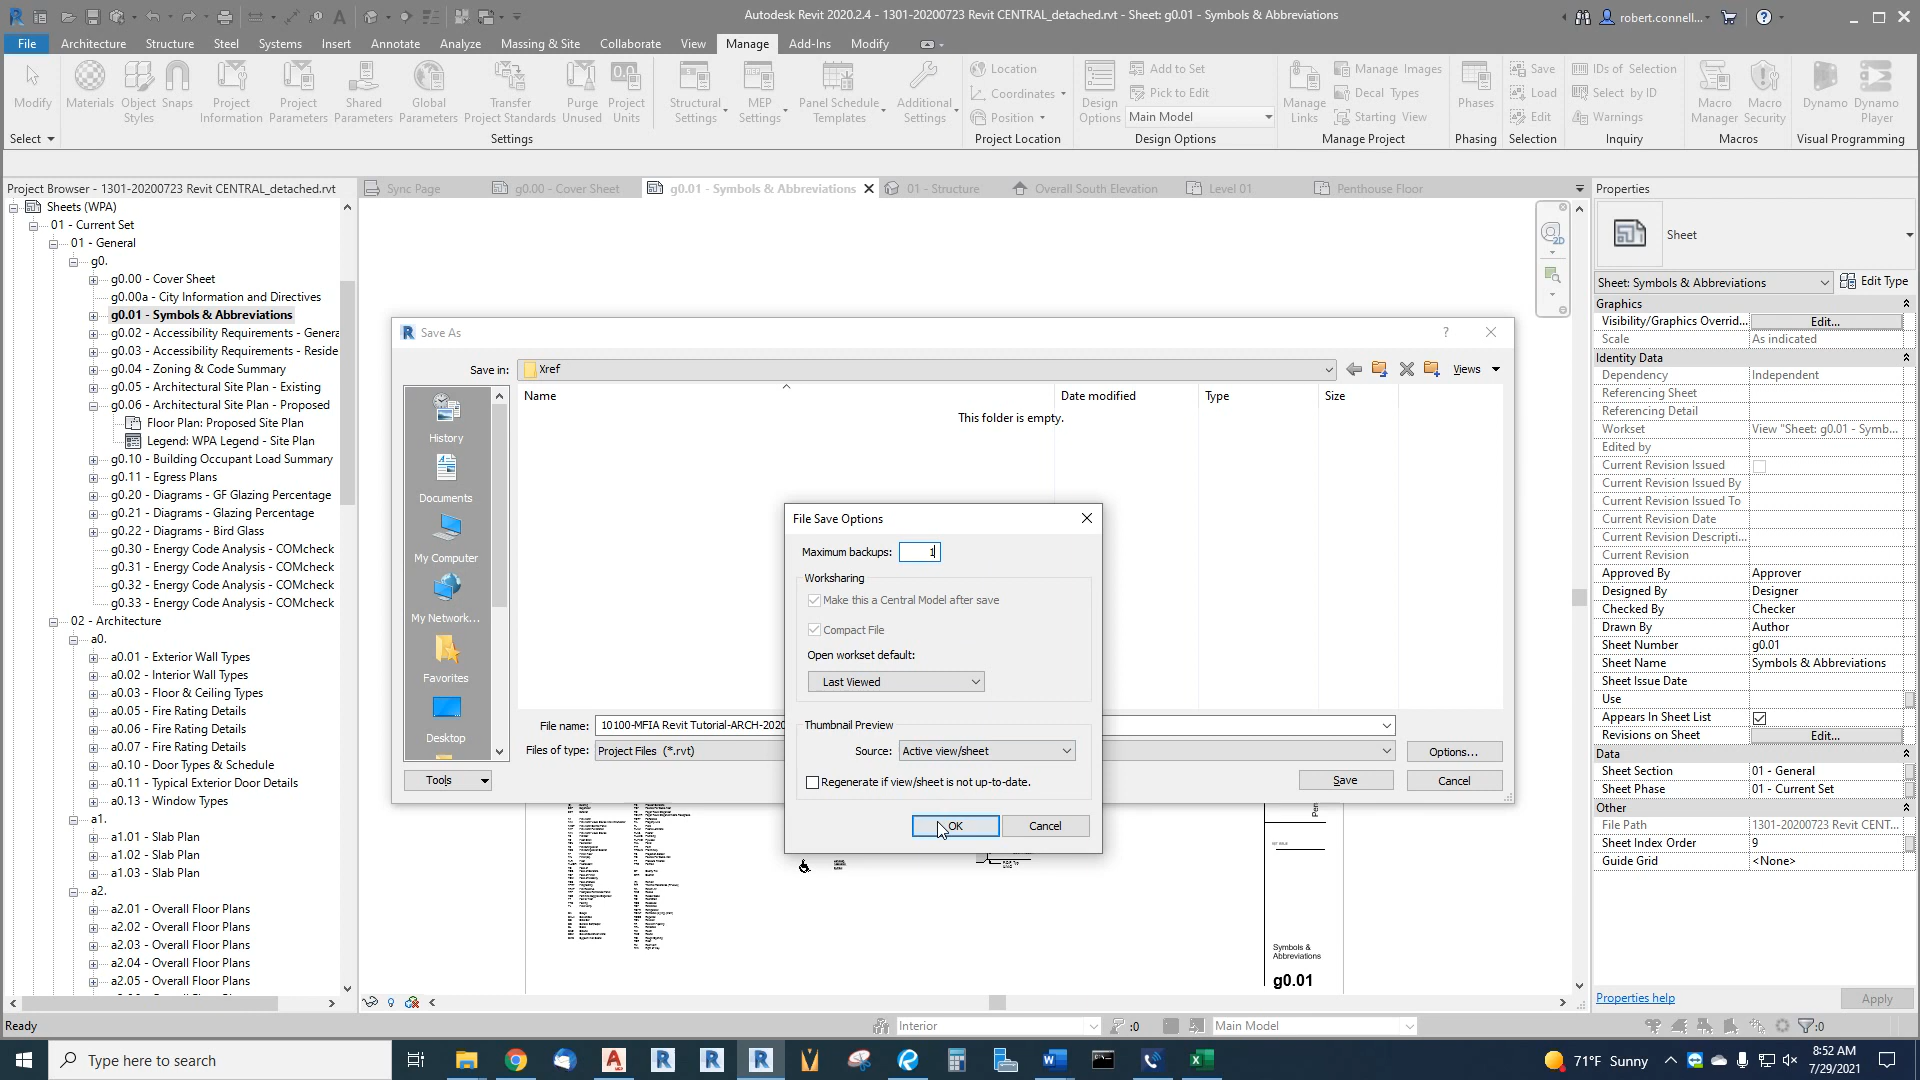 Autodesk Revit 2020.2.4 - 1301-20200723 Revit CENTRAL_detached.rvt - Sheet: g0.01 - Symbols & Abbreviations
robert.connell...
File Architecture Structure Steel Systems Insert Annotate Analyze Massing & Site Collaborate View Manage Add-Ins Modify
Modify
Materials
Object Styles
Snaps
Project Information
Project Parameters
Shared Parameters
Global Parameters
Transfer Project Standards
Purge Unused
Project Units
Structural Settings
MEP Settings
Panel Schedule Templates
Additional Settings
Location
Coordinates
Position
Design Options
Add to Set
Pick to Edit
Main Model
Manage Links
Manage Images
Decal Types
Starting View
Phases
Save
Load
Edit
IDs of Selection
Select by ID
Warnings
Macro Manager
Macro Security
Dynamo
Dynamo Player
Select
Settings
Project Location
Design Options
Manage Project
Phasing
Selection
Inquiry
Macros
Visual Programming
Project Browser - 1301-20200723 Revit CENTRAL_detached.rvt
Sheets (WPA)
01 - Current Set
01 - General
g0.
g0.00 - Cover Sheet
g0.00a - City Information and Directives
g0.01 - Symbols & Abbreviations
g0.02 - Accessibility Requirements - Genera
g0.03 - Accessibility Requirements - Reside
g0.04 - Zoning & Code Summary
g0.05 - Architectural Site Plan - Existing
g0.06 - Architectural Site Plan - Proposed
Floor Plan: Proposed Site Plan
Legend: WPA Legend - Site Plan
g0.10 - Building Occupant Load Summary
g0.11 - Egress Plans
g0.20 - Diagrams - GF Glazing Percentage
g0.21 - Diagrams - Glazing Percentage
g0.22 - Diagrams - Bird Glass
g0.30 - Energy Code Analysis - COMcheck
g0.31 - Energy Code Analysis - COMcheck
g0.32 - Energy Code Analysis - COMcheck
g0.33 - Energy Code Analysis - COMcheck
02 - Architecture
a0.
a0.01 - Exterior Wall Types
a0.02 - Interior Wall Types
a0.03 - Floor & Ceiling Types
a0.05 - Fire Rating Details
a0.06 - Fire Rating Details
a0.07 - Fire Rating Details
a0.10 - Door Types & Schedule
a0.11 - Typical Exterior Door Details
a0.13 - Window Types
a1.
a1.01 - Slab Plan
a1.02 - Slab Plan
a1.03 - Slab Plan
a2.
a2.01 - Overall Floor Plans
a2.02 - Overall Floor Plans
a2.03 - Overall Floor Plans
a2.04 - Overall Floor Plans
a2.05 - Overall Floor Plans
Sync Page
g0.00 - Cover Sheet
g0.01 - Symbols & Abbreviations
01 - Structure
Overall South Elevation
Level 01
Penthouse Floor
2D
Save As
Save in: Xref
Views
Name Date modified Type Size
This folder is empty.
History
Documents
My Computer
My Network...
Favorites
Desktop
File name: 10100-MFIA Revit Tutorial-ARCH-2020
Files of type: Project Files (*.rvt)
Options...
Tools
Save
Cancel
File Save Options
Maximum backups: 1
Worksharing
Make this a Central Model after save
Compact File
Open workset default:
Last Viewed
Thumbnail Preview
Source: Active view/sheet
Regenerate if view/sheet is not up-to-date.
OK
Cancel
Symbols &
Abbreviations
g0.01
Properties
Sheet
Sheet: Symbols & Abbreviations
Edit Type
Graphics
Visibility/Graphics Overrid... Edit...
Scale As indicated
Identity Data
Dependency Independent
Referencing Sheet
Referencing Detail
Workset View "Sheet: g0.01 - Symb...
Edited by
Current Revision Issued
Current Revision Issued By
Current Revision Issued To
Current Revision Date
Current Revision Descripti...
Current Revision
Approved By Approver
Designed By Designer
Checked By Checker
Drawn By Author
Sheet Number g0.01
Sheet Name Symbols & Abbreviations
Sheet Issue Date
Use
Appears In Sheet List
Revisions on Sheet Edit...
Data
Sheet Section 01 - General
Sheet Phase 01 - Current Set
Other
File Path 1301-20200723 Revit CENT...
Sheet Index Order 9
Guide Grid <None>
Properties help
Apply
Ready
Interior
:0
Main Model
:0
Type here to search
71°F Sunny
8:52 AM
7/29/2021